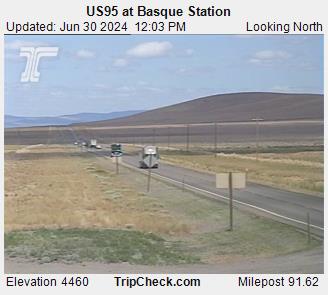 US95 at Basque Station
Updated: Jun 30 2024 12:03 PM Looking North
Elevation 4460 TripCheck.com Milepost 91.62